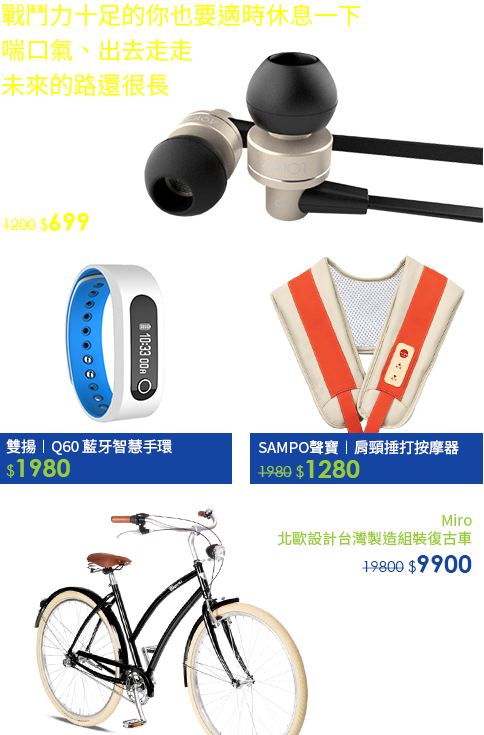 戰鬥力十足的你也要適時休息一下
喘口氣、出去走走
未來的路還很長
1200 $699
10:33 00A
雙揚｜Q60 藍牙智慧手環
$1980
SAMPO聲寶｜肩頸捶打按摩器
1980 $1280
Miro
北歐設計台灣製造組裝復古車
19800 $9900